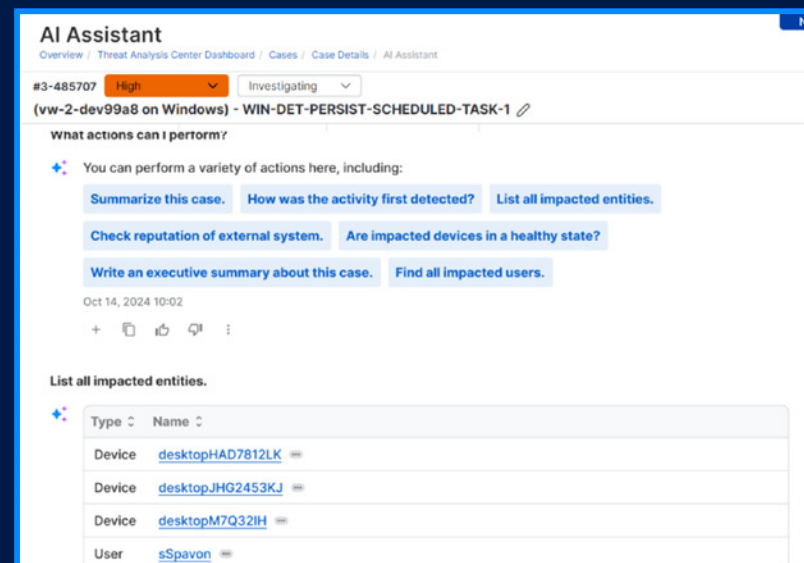 AI Assistant
Overview / Threat Analysis Center Dashboard / Cases / Case Details / AI Assistant
#3-485707 High Investigating
(vw-2-dev99a8 on Windows) - WIN-DET-PERSIST-SCHEDULED-TASK-1
What actions can I perform?
You can perform a variety of actions here, including:
Summarize this case. How was the activity first detected? List all impacted entities.
Check reputation of external system. Are impacted devices in a healthy state?
Write an executive summary about this case. Find all impacted users.
Oct 14, 2024 10:02
List all impacted entities.
Type Name
Device desktopHAD7812LK
Device desktopJHG2453KJ
Device desktopM7Q32IH
User sSpavon